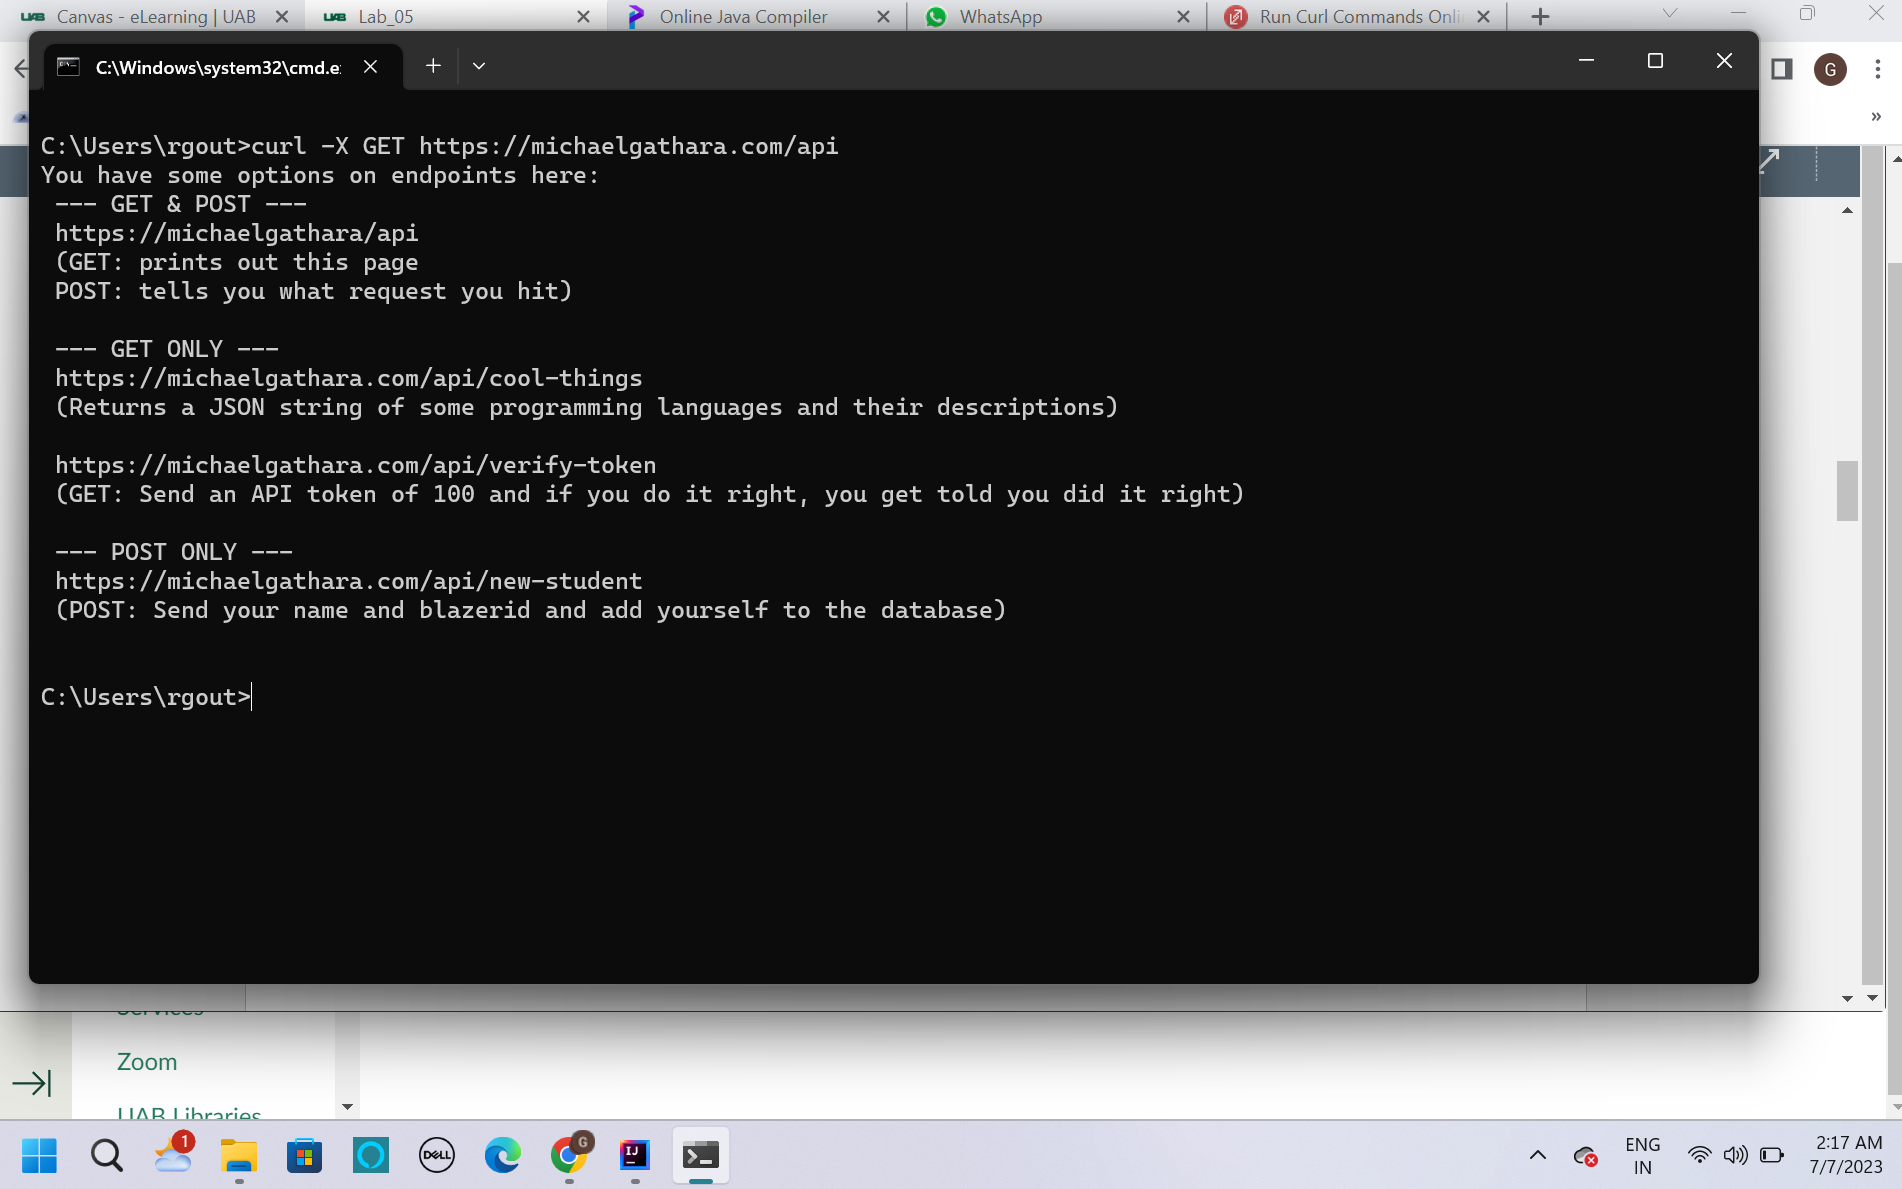 Canvas - eLearning | UAB
Lab_05
Online Java Compiler
WhatsApp
Run Curl Commands Onli
C:\Windows\system32\cmd.e
G
C:\Users\rgout>curl -X GET https://michaelgathara.com/api
You have some options on endpoints here:
--- GET & POST ---
https://michaelgathara/api
(GET: prints out this page
POST: tells you what request you hit)
--- GET ONLY ---
https://michaelgathara.com/api/cool-things
(Returns a JSON string of some programming languages and their descriptions)
https://michaelgathara.com/api/verify-token
(GET: Send an API token of 100 and if you do it right, you get told you did it right)
--- POST ONLY ---
https://michaelgathara.com/api/new-student
(POST: Send your name and blazerid and add yourself to the database)
C:\Users\rgout>
Services
Zoom
UAB Libraries
1
DELL
G
IJ
ENG
IN
2:17 AM
7/7/2023